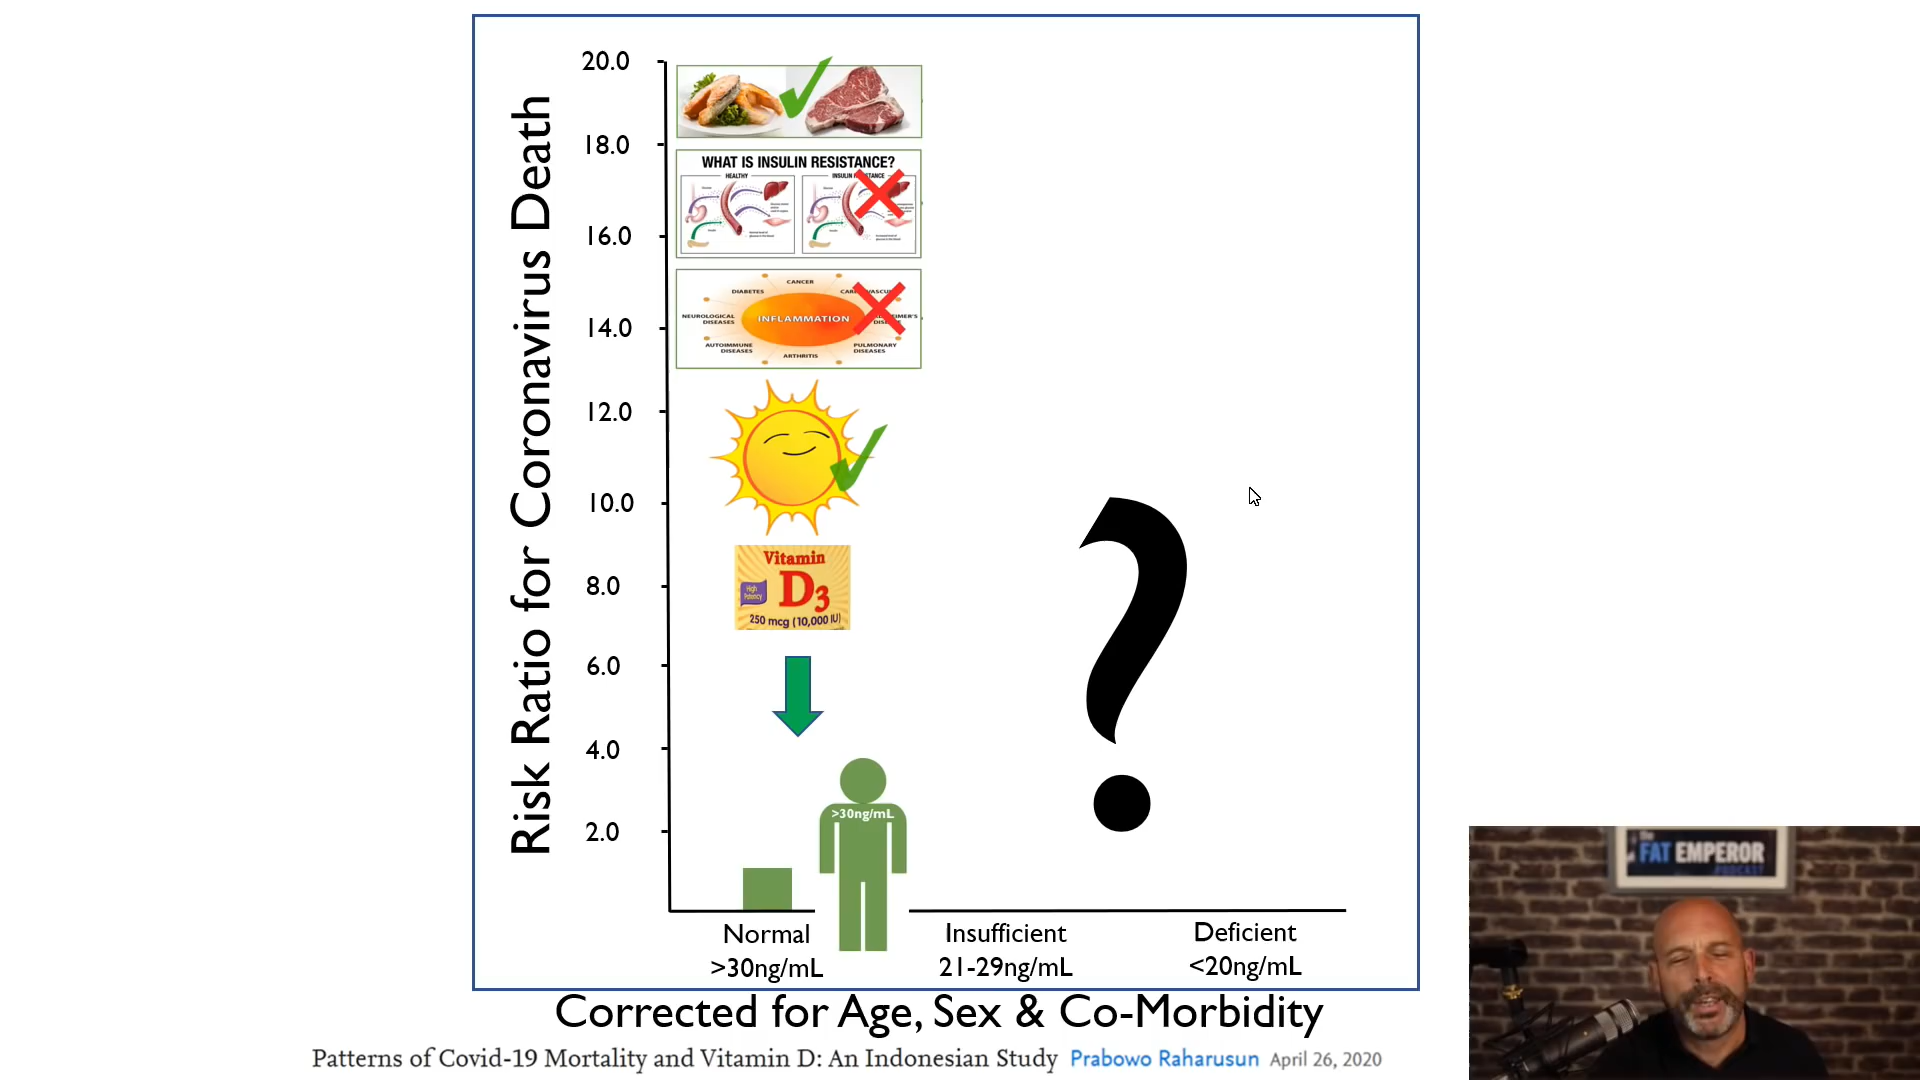 Risk Ratio for Coronavirus Death
20.0
18.0
16.0
14.0
12.0
10.0
8.0
6.0
4.0
2.0
WHAT IS INSULIN RESISTANCE?
HEALTHY
CANCER
DIABETES
NEUROLOGICAL
DISEASES
INFLAMMATION
AUTOIMMUNE
DISEASES
PULMONARY
DISEASES
ARTHRITIS
Vitamin
D3
High
Potency
250 mcg (10,000 IU)
>30ng/mL
Normal
>30ng/mL
Insufficient
21-29ng/mL
Deficient
<20ng/mL
Corrected for Age, Sex & Co-Morbidity
Patterns of Covid-19 Mortality and Vitamin D: An Indonesian Study Prabowo Raharusun April 26, 2020
FAT EMPEROR
PODCAST